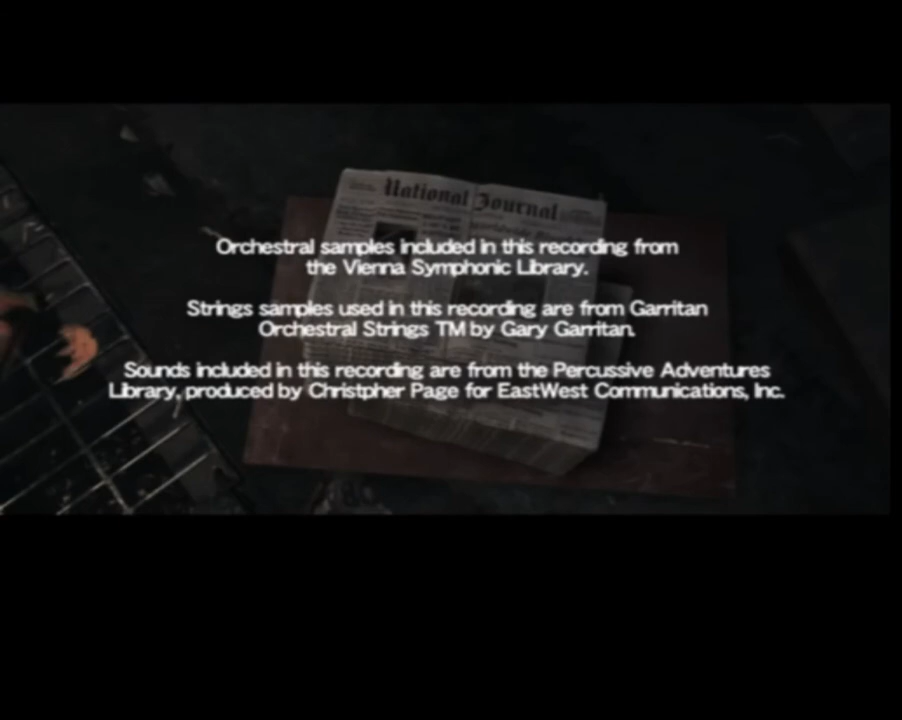 National Journal
Orchestral samples included in this recording from
the Vienna Symphonic Library.
Strings samples used in this recording are from Garritan
Orchestral Strings TM by Gary Garritan.
Sounds included in this recording are from the Percussive Adventures
Library, produced by Christpher Page for EastWest Communications, Inc.